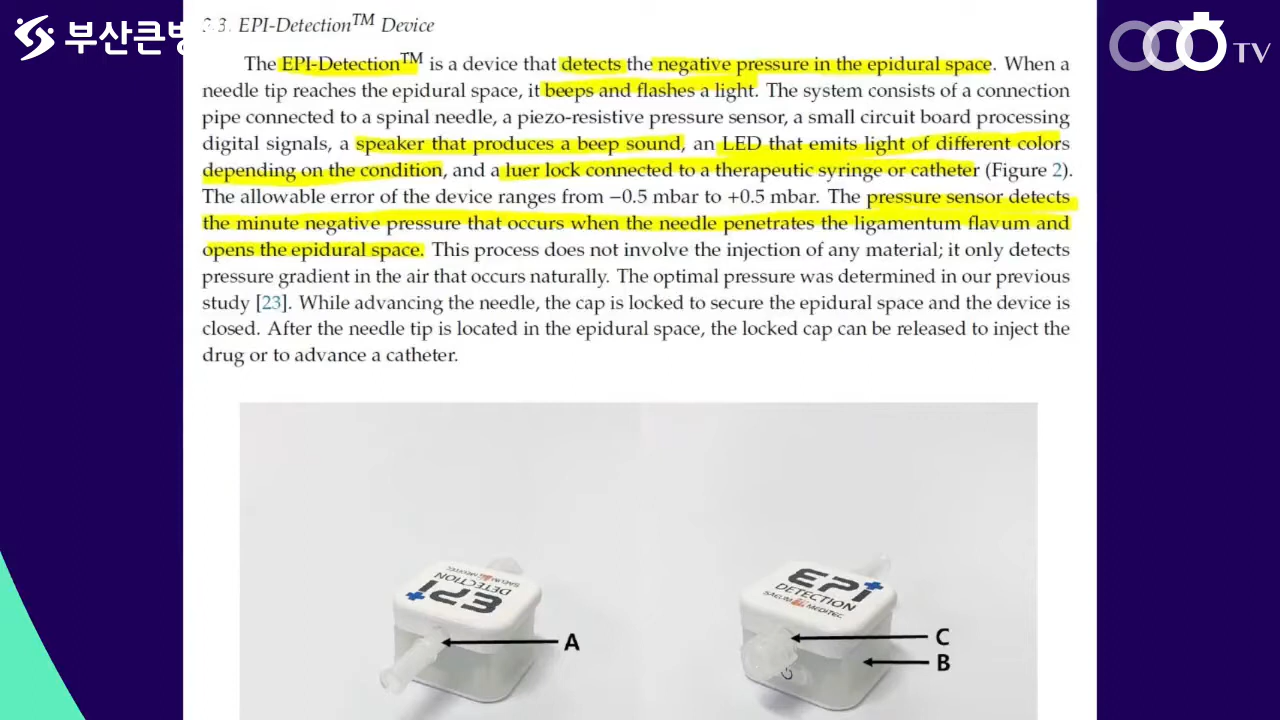 부산큰병
TV
2.3. EPI-Detection™ Device
The EPI-Detection™ is a device that detects the negative pressure in the epidural space. When a
needle tip reaches the epidural space, it beeps and flashes a light. The system consists of a connection
pipe connected to a spinal needle, a piezo-resistive pressure sensor, a small circuit board processing
digital signals, a speaker that produces a beep sound, an LED that emits light of different colors
depending on the condition, and a luer lock connected to a therapeutic syringe or catheter (Figure 2).
The allowable error of the device ranges from −0.5 mbar to +0.5 mbar. The pressure sensor detects
the minute negative pressure that occurs when the needle penetrates the ligamentum flavum and
opens the epidural space. This process does not involve the injection of any material; it only detects
pressure gradient in the air that occurs naturally. The optimal pressure was determined in our previous
study [23]. While advancing the needle, the cap is locked to secure the epidural space and the device is
closed. After the needle tip is located in the epidural space, the locked cap can be released to inject the
drug or to advance a catheter.
EPi
DETECTION
SAEUM MEDITEC
A
EPi
DETECTION
SAEUM MEDITEC
C
B